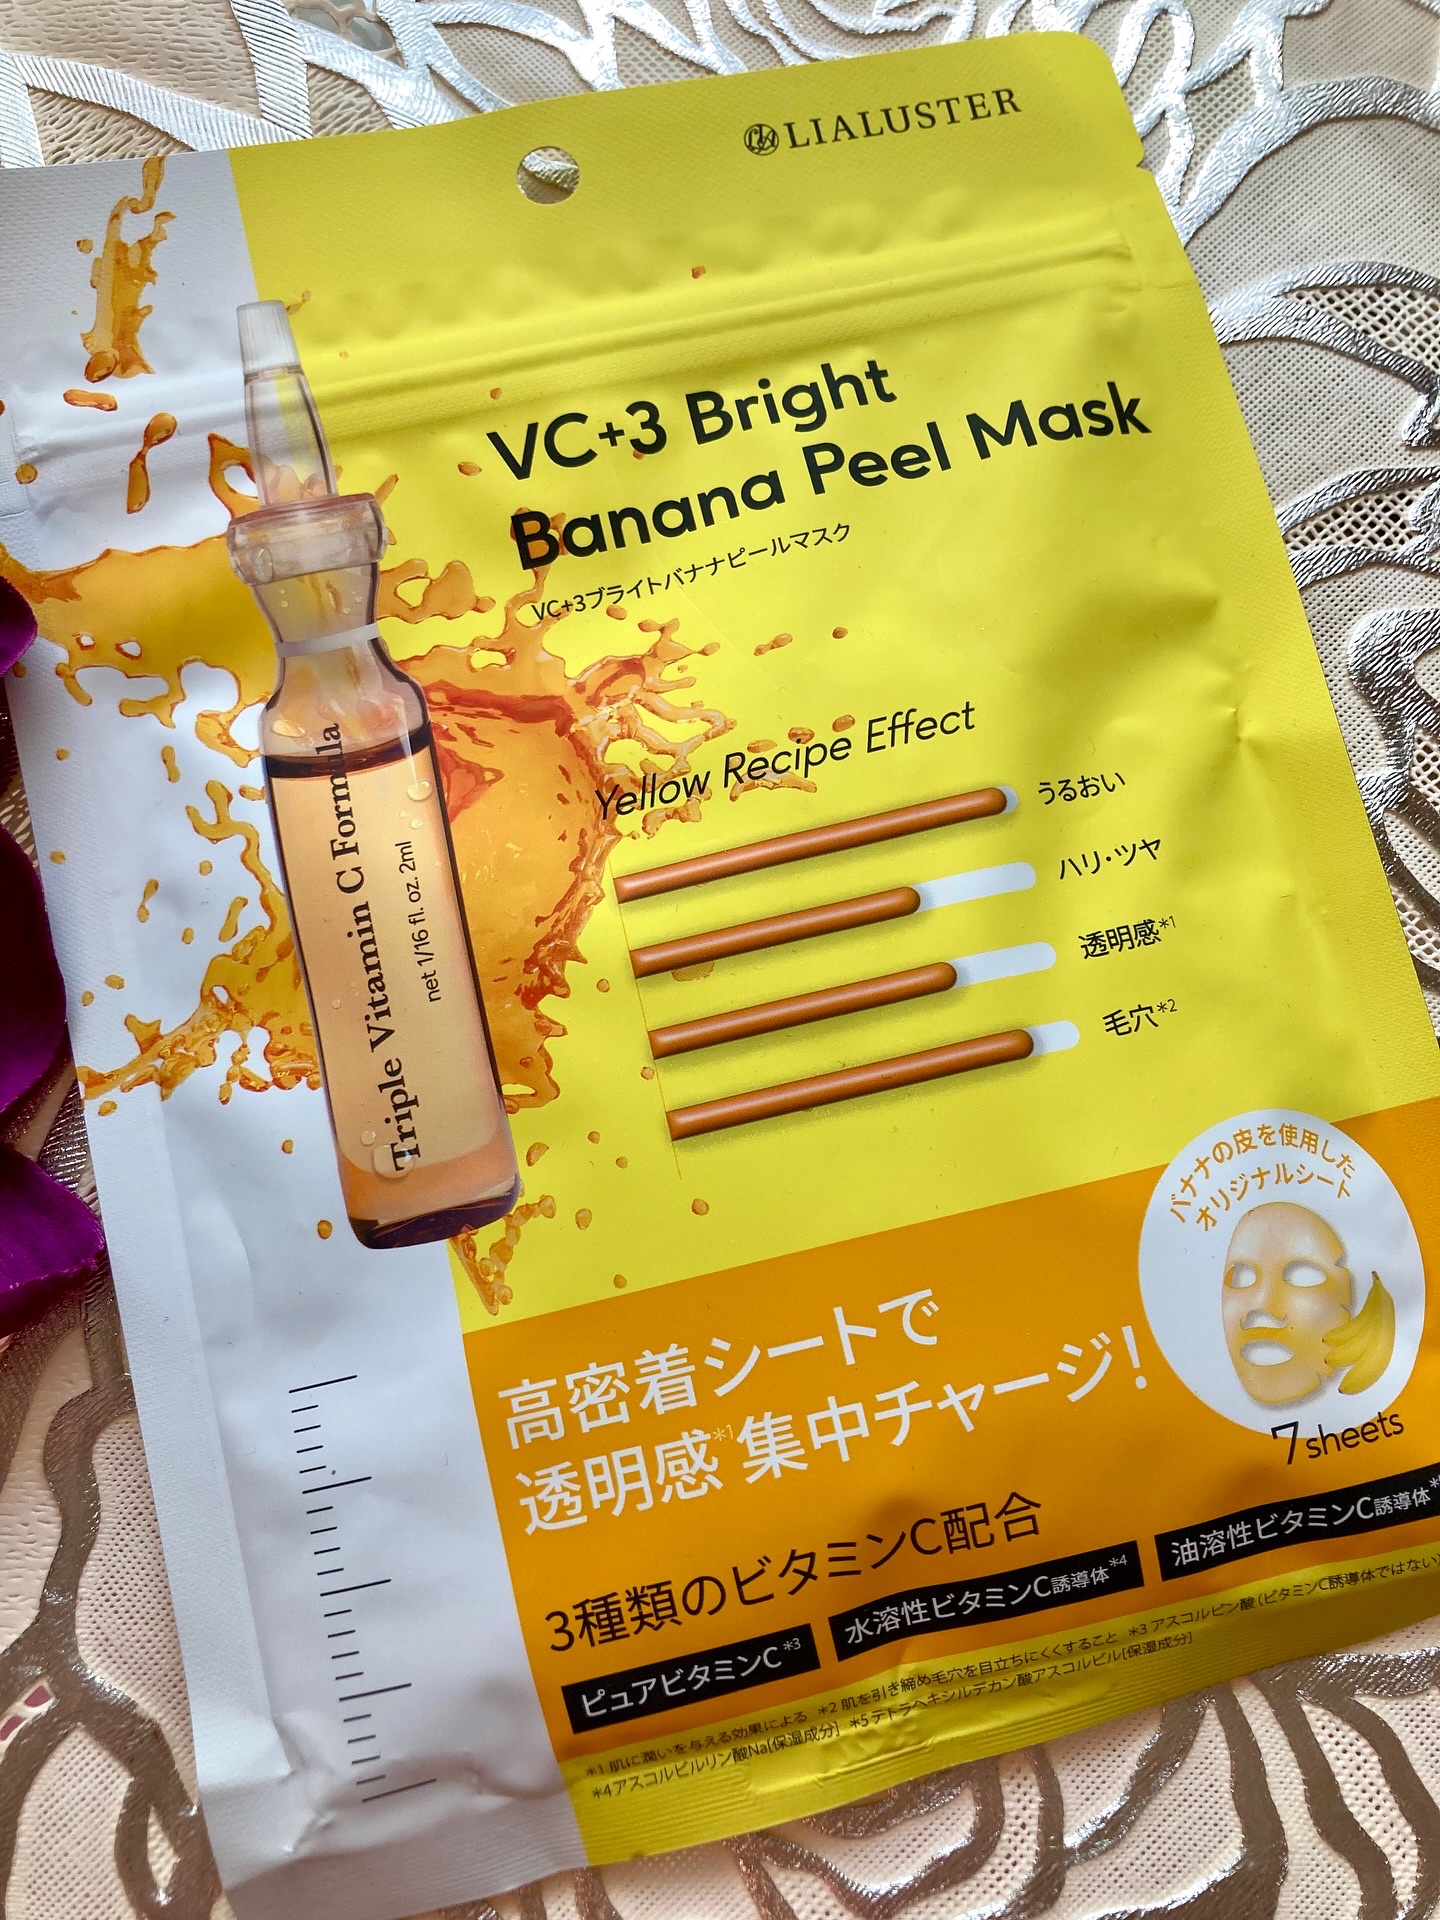 LIALUSTER
VC+3 Bright
Banana Peel Mask
VC+3ブライトバナナピールマスク
Triple Vitamin C Formula
net 1/16 fl. oz. 2ml
Yellow Recipe Effect
うるおい
ハリ・ツヤ
透明感*1
毛穴*2
バナナの皮を使用した
オリジナルシート
7 sheets
高密着シートで
透明感*1集中チャージ!
3種類のビタミンC配合
ピュアビタミンC*3
水溶性ビタミンC誘導体*4
油溶性ビタミンC誘導体*
*1 肌に潤いを与える効果による *2 肌を引き締め毛穴を目立ちにくくすること *3 アスコルビン酸(ビタミンC誘導体ではない)
*4アスコルビルリン酸Na[保湿成分] *5テトラヘキシルデカン酸アスコルビル[保湿成分]